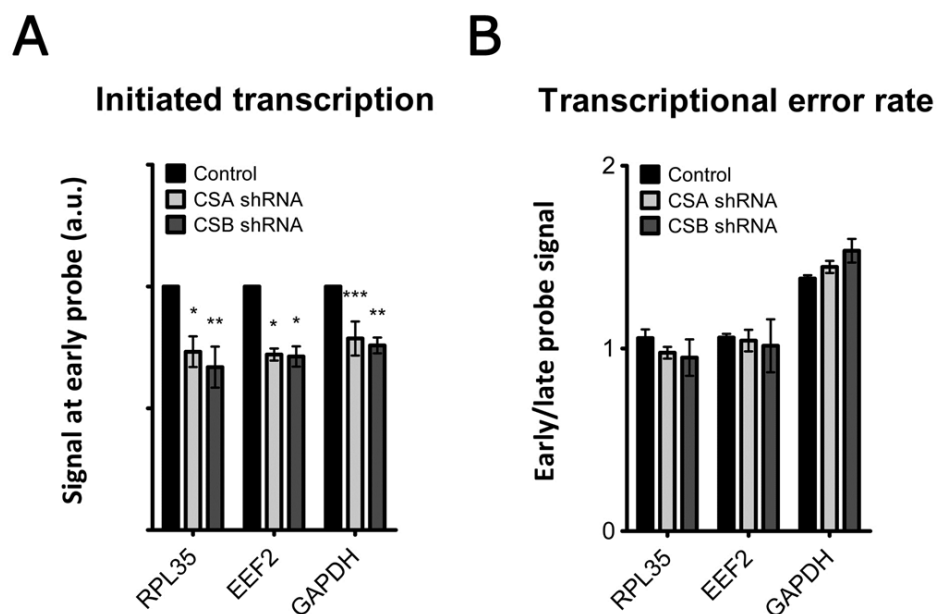 A
Initiated transcription
Signal at early probe (a.u.)
Control
CSA shRNA
CSB shRNA
*
**
*
*
***
**
RPL35
EEF2
GAPDH
B
Transcriptional error rate
Early/late probe signal
2
1
0
Control
CSA shRNA
CSB shRNA
RPL35
EEF2
GAPDH